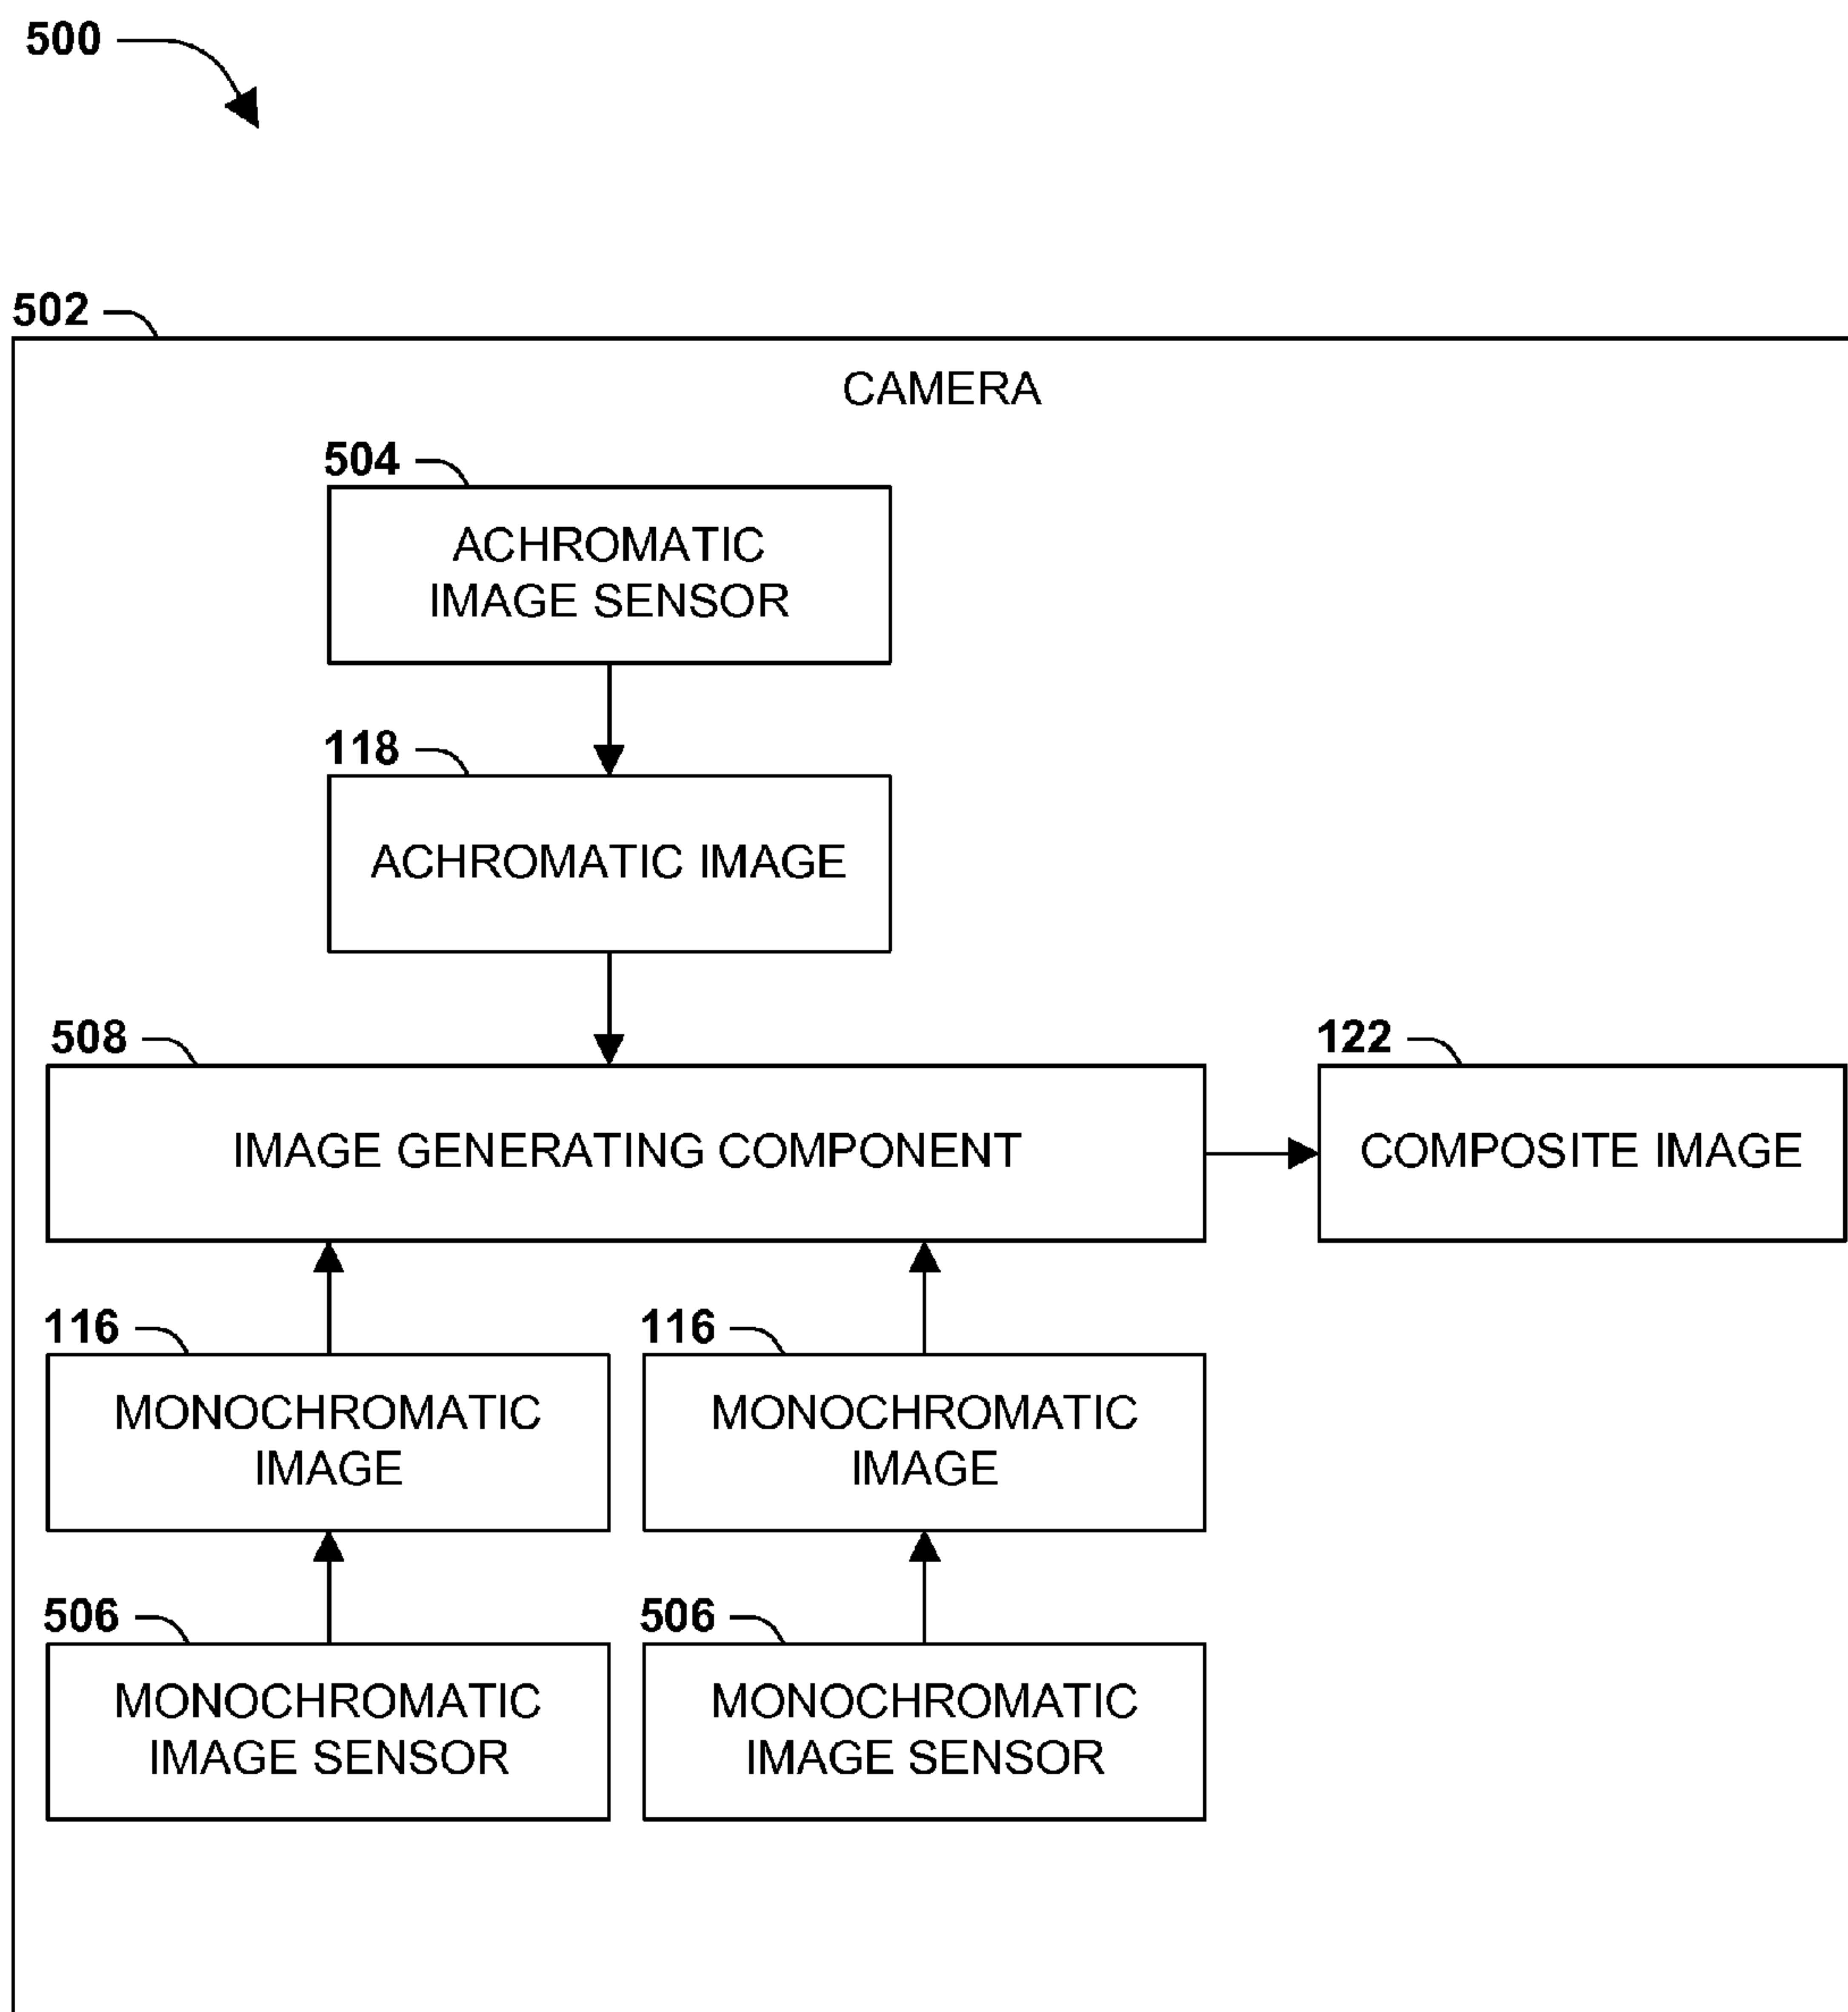 500
502
CAMERA
504
ACHROMATIC
IMAGE SENSOR
118
ACHROMATIC IMAGE
508
IMAGE GENERATING COMPONENT
122
COMPOSITE IMAGE
116
MONOCHROMATIC
IMAGE
116
MONOCHROMATIC
IMAGE
506
MONOCHROMATIC
IMAGE SENSOR
506
MONOCHROMATIC
IMAGE SENSOR